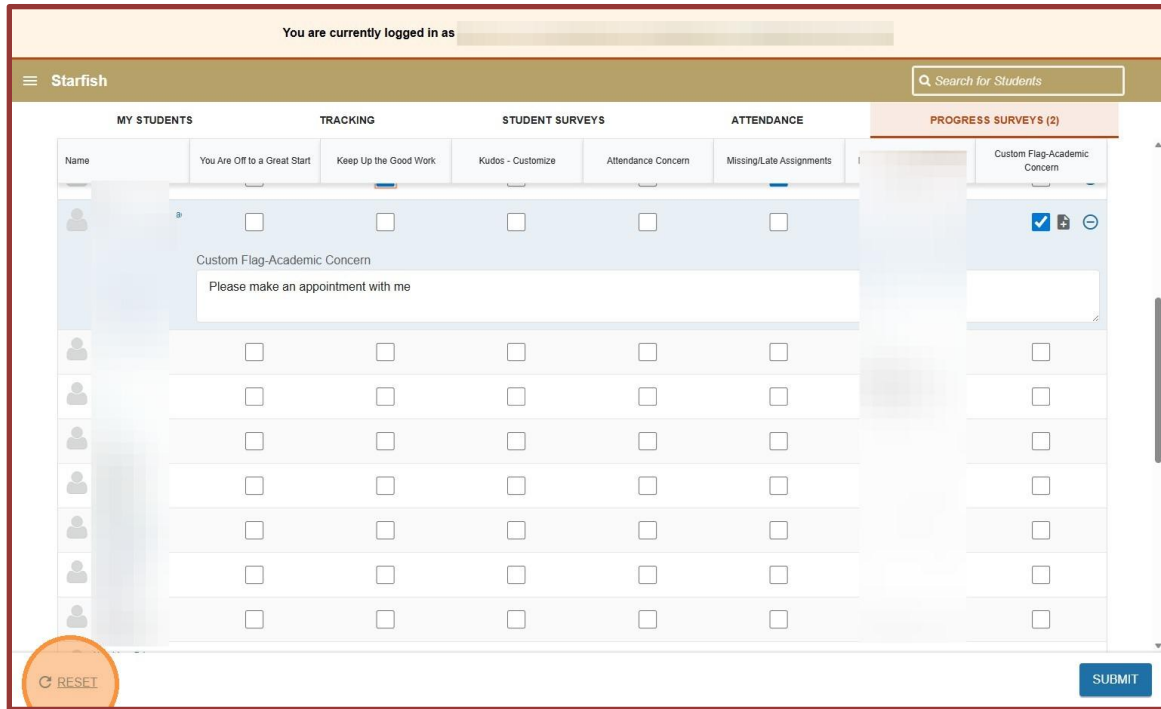 You are currently logged in as
Starfish
Search for Students
MY STUDENTS TRACKING STUDENT SURVEYS ATTENDANCE PROGRESS SURVEYS (2)
Name You Are Off to a Great Start Keep Up the Good Work Kudos - Customize Attendance Concern Missing/Late Assignments Custom Flag-Academic
Concern
Custom Flag-Academic Concern
Please make an appointment with me
RESET
SUBMIT